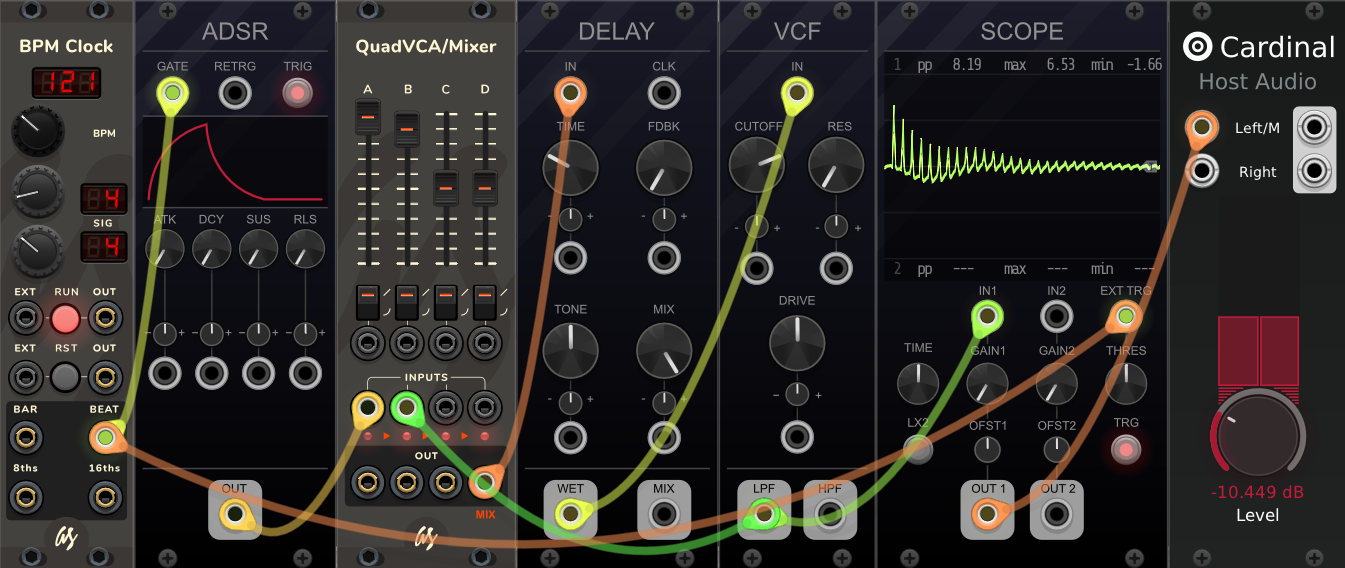 BPM Clock
121
BPM
4
SIG
4
EXT RUN OUT
EXT RST OUT
BAR BEAT
8ths 16ths
as
ADSR
GATE RETRG TRIG
ATK DCY SUS RLS
- +
- +
- +
- +
OUT
QuadVCA/Mixer
A B C D
INPUTS
OUT
MIX
as
DELAY
IN CLK
TIME FDBK
- +
- +
TONE MIX
- +
- +
WET MIX
VCF
IN
CUTOFF RES
- +
- +
DRIVE
- +
LPF HPF
SCOPE
1 pp 8.19 max 6.53 min -1.66
2 pp --- max --- min ---
IN1 IN2 EXT TRG
TIME GAIN1 GAIN2 THRES
LX2 OFST1 OFST2 TRG
OUT 1 OUT 2
Cardinal
Host Audio
Left/M
Right
-10.449 dB
Level